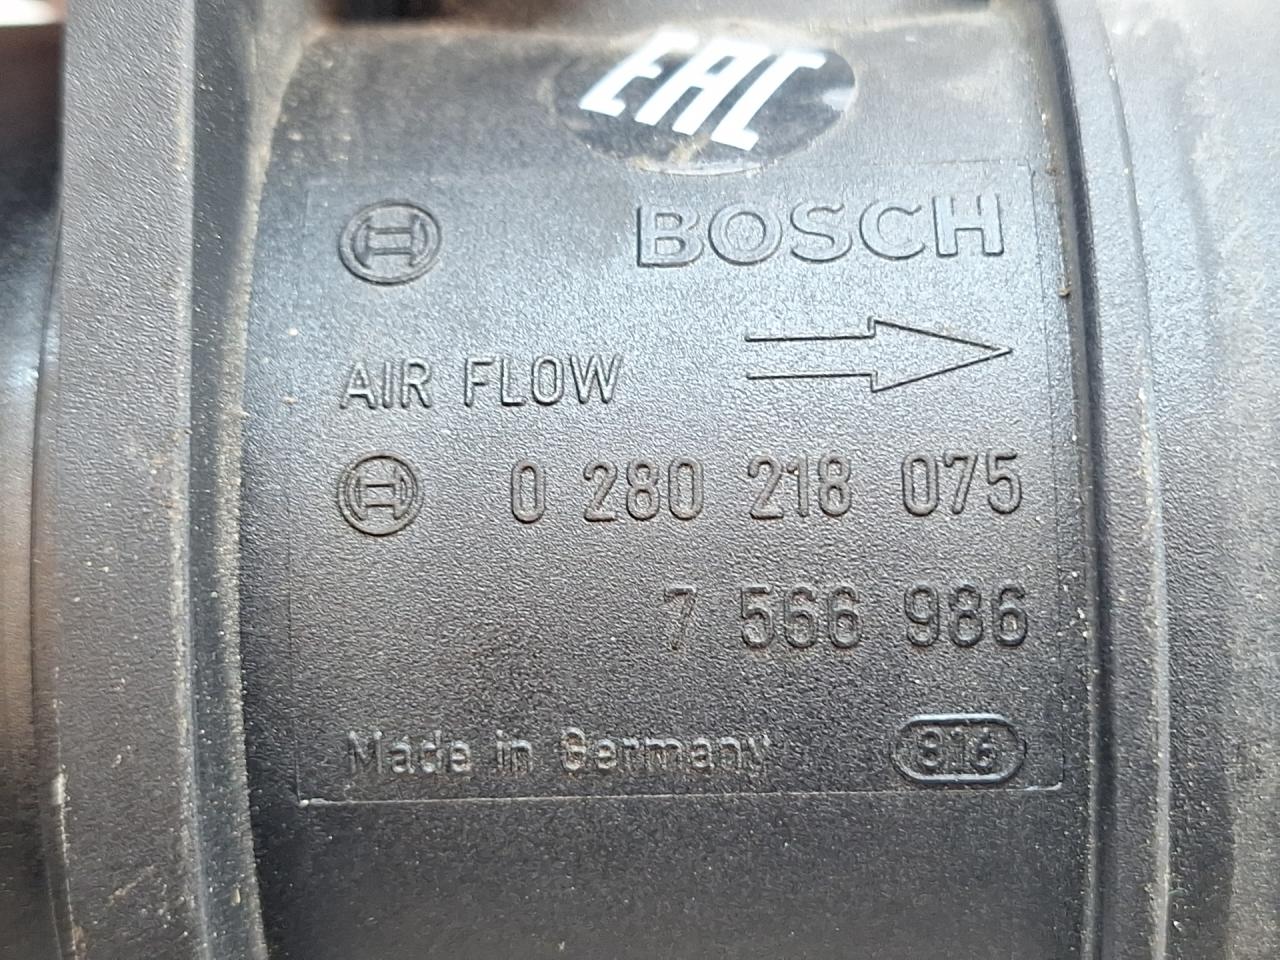 EAC
BOSCH
AIR FLOW
0 280 218 075
7 566 986
Made in Germany 816